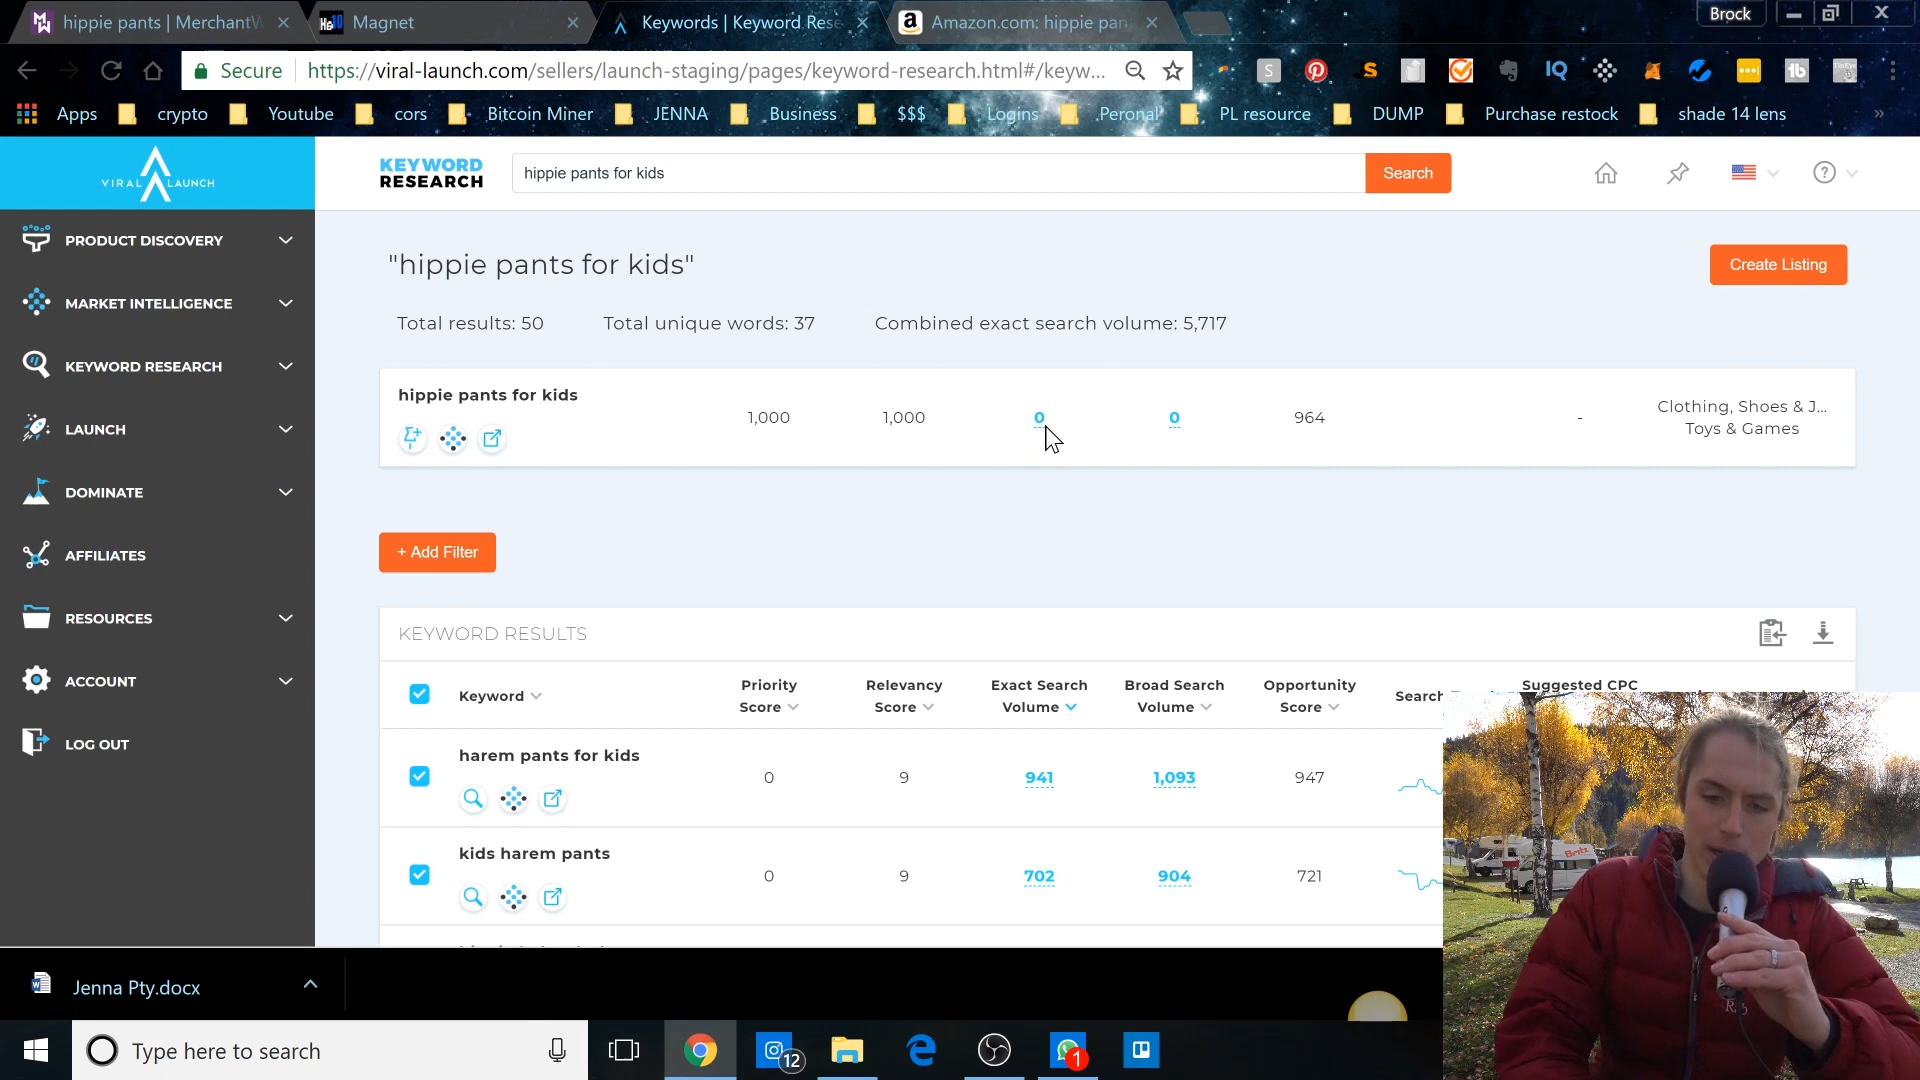 hippie pants | MerchantW
Magnet
Keywords | Keyword Rese
Amazon.com: hippie pan
Brock
Secure
https://viral-launch.com/sellers/launch-staging/pages/keyword-research.html#/keyw...
Apps
crypto
Youtube
cors
Bitcoin Miner
JENNA
Business
$$$
Logins
Peronal
PL resource
DUMP
Purchase restock
shade 14 lens
VIRAL LAUNCH
KEYWORD
RESEARCH
hippie pants for kids
Search
PRODUCT DISCOVERY
MARKET INTELLIGENCE
KEYWORD RESEARCH
LAUNCH
DOMINATE
AFFILIATES
RESOURCES
ACCOUNT
LOG OUT
"hippie pants for kids"
Create Listing
Total results: 50
Total unique words: 37
Combined exact search volume: 5,717
hippie pants for kids
1,000
1,000
0
0
964
-
Clothing, Shoes & J...
Toys & Games
+ Add Filter
KEYWORD RESULTS
Keyword
Priority
Score
Relevancy
Score
Exact Search
Volume
Broad Search
Volume
Opportunity
Score
Search
Suggested CPC
harem pants for kids
0
9
941
1,093
947
kids harem pants
0
9
702
904
721
Britz
Jenna Pty.docx
Type here to search
12
1